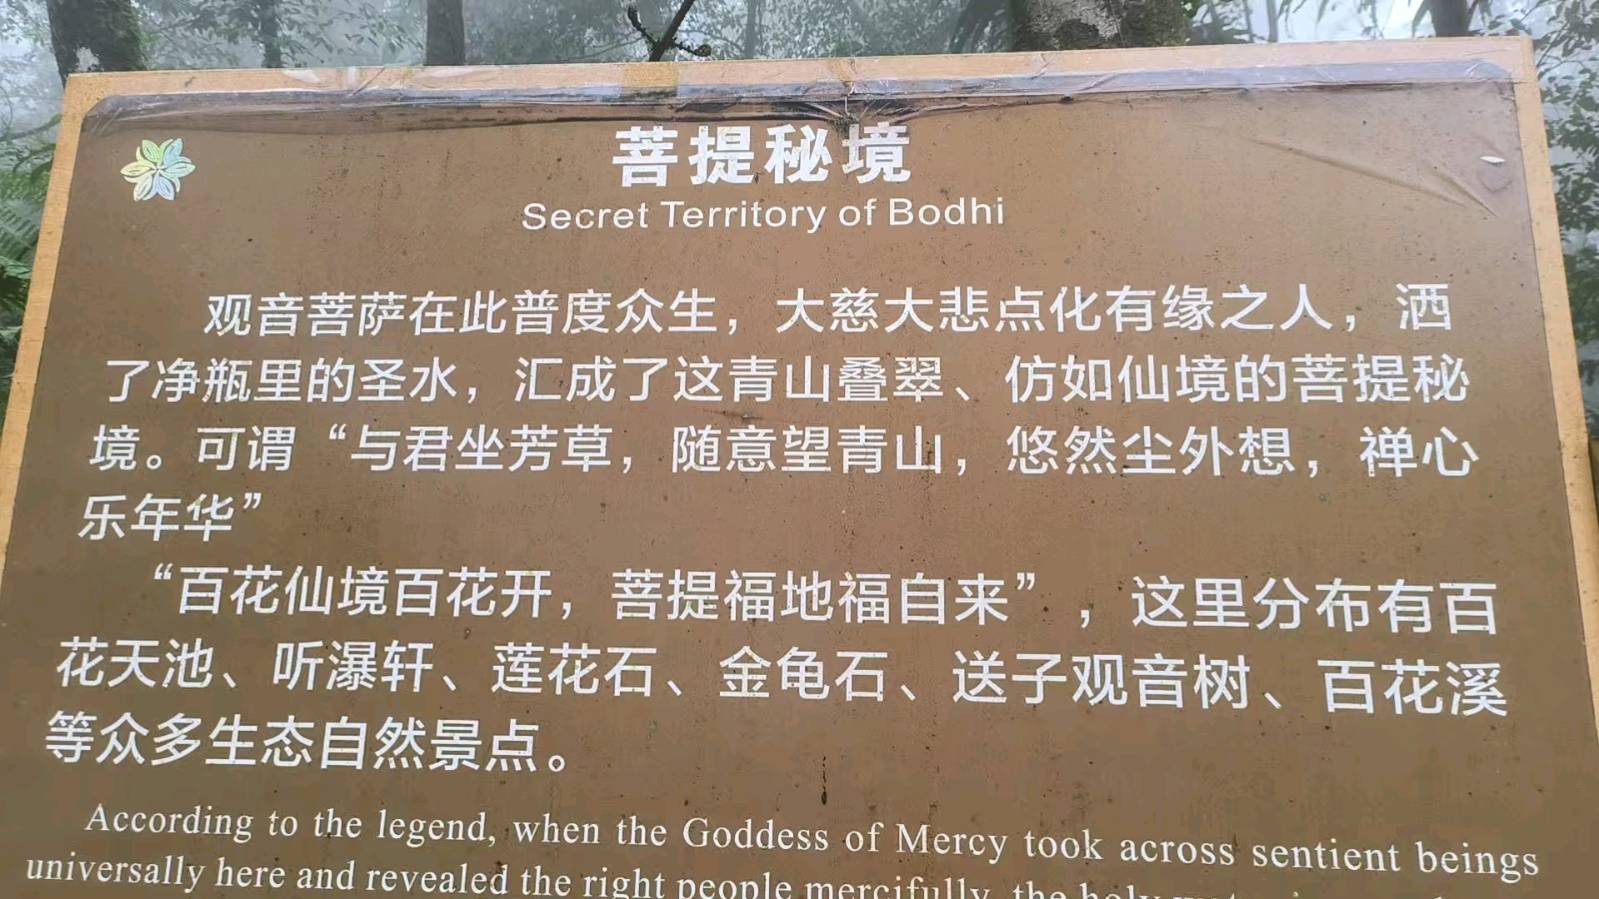 菩提秘境
Secret Territory of Bodhi
观音菩萨在此普度众生，大慈大悲点化有缘之人，洒
了净瓶里的圣水，汇成了这青山叠翠、仿如仙境的菩提秘
境。可谓“与君坐芳草，随意望青山，悠然尘外想，禅心
乐年华”
“百花仙境百花开，菩提福地福自来”，这里分布有百
花天池、听瀑轩、莲花石、金龟石、送子观音树、百花溪
等众多生态自然景点。
According to the legend, when the Goddess of Mercy took across sentient beings
universally here and revealed the right people mercifully, the holy